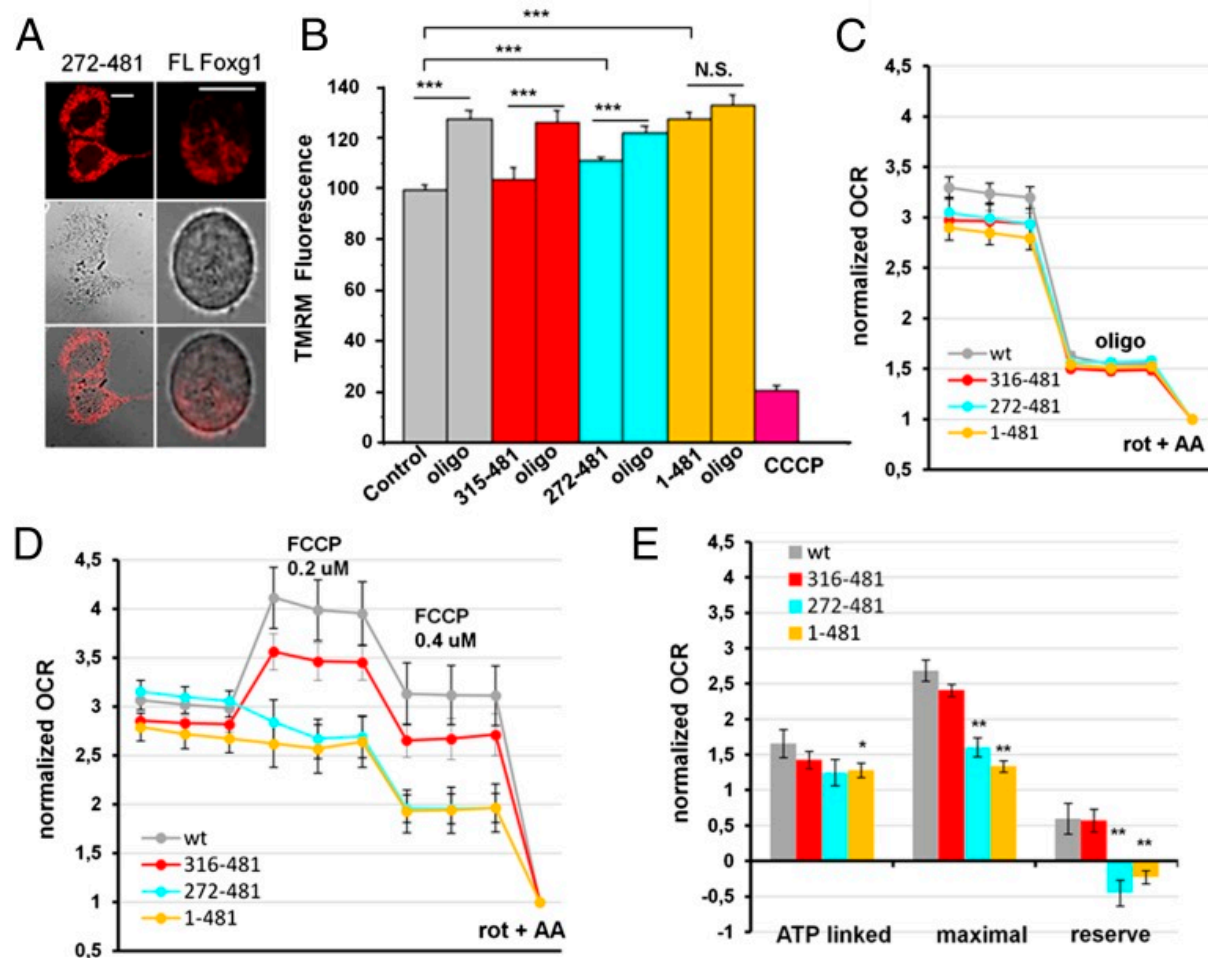 A
272-481 FL Foxg1
B
***
***
*** *** *** N.S.
TMRM Fluorescence
140
120
100
80
60
40
20
0
Control oligo 315-481 oligo 272-481 oligo 1-481 oligo CCCP
C
normalized OCR
4,5
4
3,5
3
2,5
2
1,5
1
0,5
oligo
wt
316-481
272-481
1-481
rot + AA
D
normalized OCR
4,5
4
3,5
3
2,5
2
1,5
1
0,5
FCCP
0.2 uM
FCCP
0.4 uM
wt
316-481
272-481
1-481
rot + AA
E
normalized OCR
4,5
4
3,5
3
2,5
2
1,5
1
0,5
0
-0,5
-1
wt
316-481
272-481
1-481
*
** **
** **
ATP linked maximal reserve